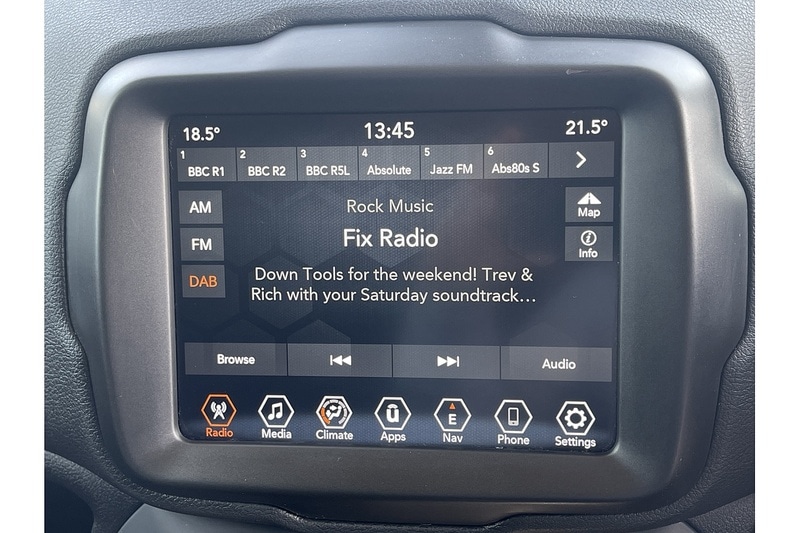 18.5° 13:45 21.5°
1 BBC R1 2 BBC R2 3 BBC R5L 4 Absolute 5 Jazz FM 6 Abs80s S
AM Rock Music Map
FM Fix Radio Info
DAB Down Tools for the weekend! Trev &
Rich with your Saturday soundtrack...
Browse Audio
E
Radio Media Climate Apps Nav Phone Settings